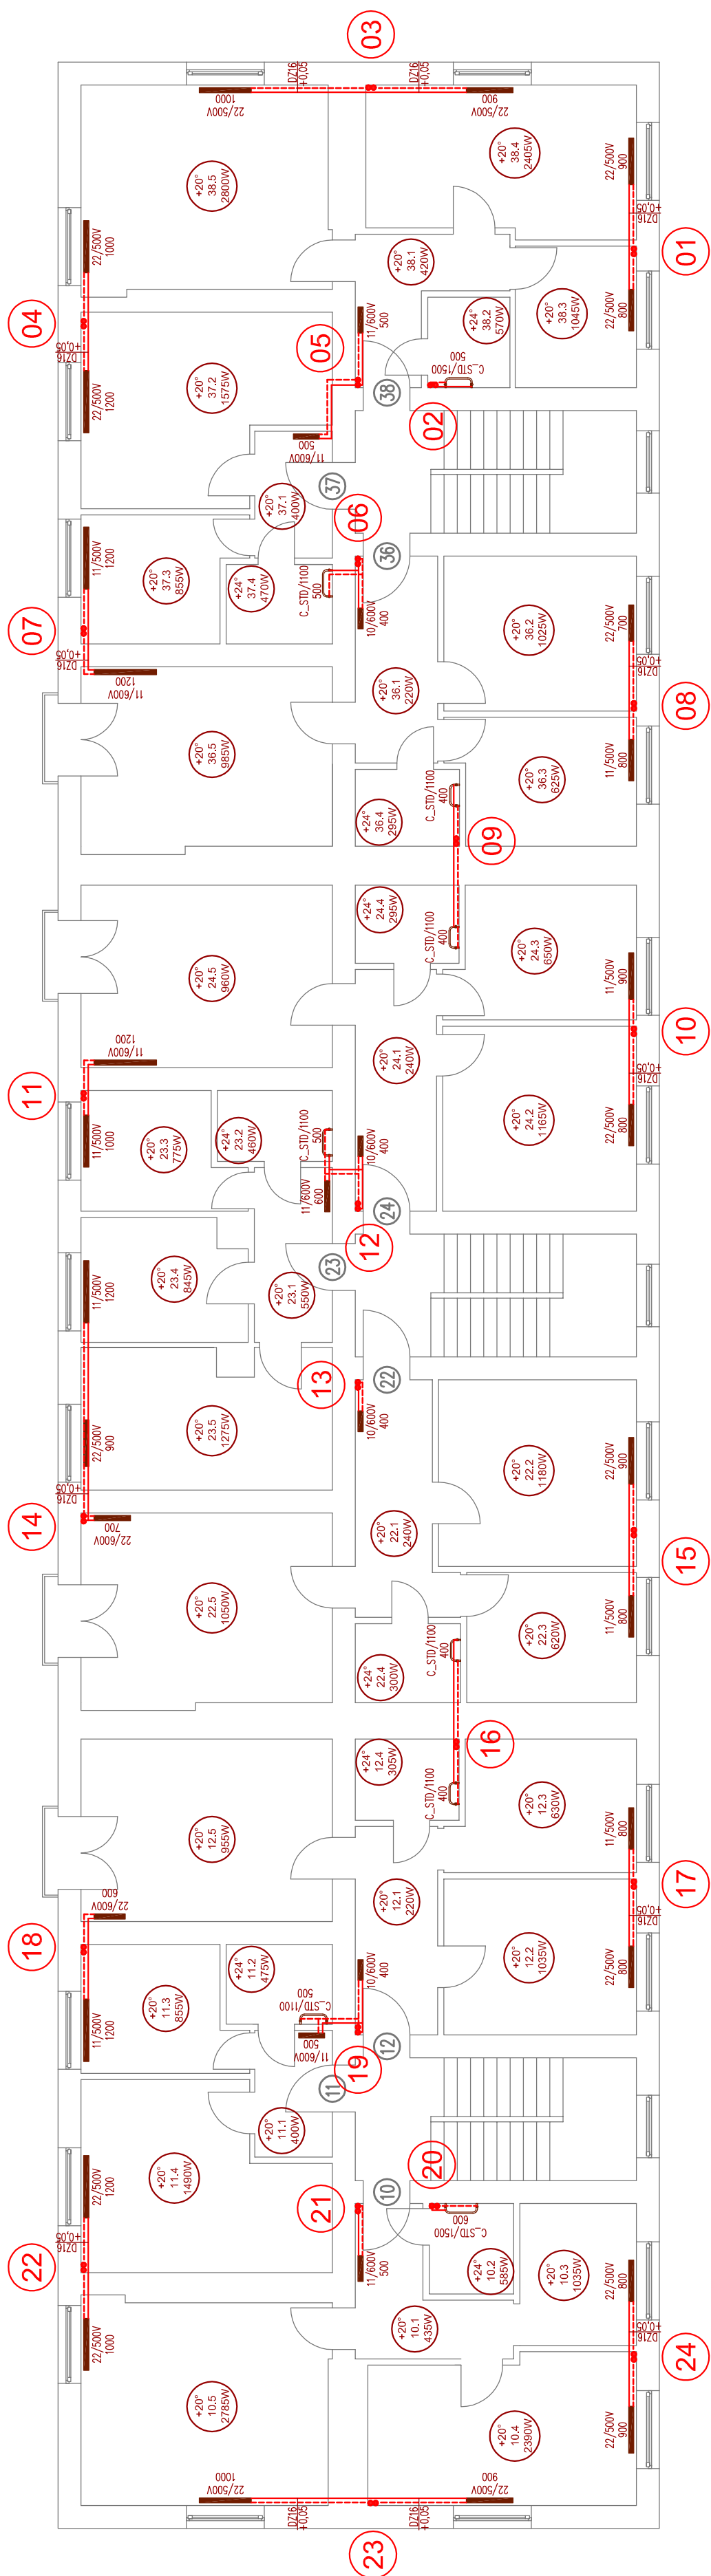 03
DZ16
+0,05
DZ16
+0,05
1000
22/500V
900
22/500V
+20°
38.5
2800W
+20°
38.4
2405W
22/500V
900
DZ16
+0,05
01
22/500V
800
22/500V
1000
04
DZ16
+0,05
22/500V
1200
+20°
38.1
420W
+24°
38.2
570W
+20°
38.3
1045W
05
11/600V
500
C_STD/1500
500
38
02
+20°
37.2
1575W
500
11/600V
37
06
36
+20°
37.1
400W
11/500V
1200
+20°
37.3
855W
+24°
37.4
470W
C_STD/1100
500
10/600V
400
07
DZ16
+0,05
1200
11/600V
+20°
36.2
1025W
22/500V
700
DZ16
+0,05
08
11/500V
800
+20°
36.1
220W
+20°
36.5
985W
+20°
36.3
625W
+24°
36.4
295W
C_STD/1100
400
09
+24°
24.4
295W
C_STD/1100
400
+20°
24.5
960W
+20°
24.3
650W
11/500V
900
10
DZ16
+0,05
22/500V
800
+20°
24.1
240W
+20°
24.2
1165W
1200
11/600V
11
11/500V
1000
+20°
23.3
775W
+24°
23.2
460W
C_STD/1100
500
10/600V
400
11/600V
600
24
12
23
+20°
23.4
845W
+20°
23.1
550W
11/500V
1200
13
22
10/600V
400
+20°
23.5
1275W
22/500V
900
DZ16
+0,05
14
700
22/600V
+20°
22.2
1180W
22/500V
900
15
11/500V
800
+20°
22.1
240W
+20°
22.5
1050W
+20°
22.3
620W
+24°
22.4
300W
C_STD/1100
400
16
+24°
12.4
305W
C_STD/1100
400
+20°
12.5
955W
+20°
12.3
630W
11/500V
800
17
DZ16
+0,05
22/500V
800
+20°
12.1
220W
+20°
12.2
1035W
600
22/600V
18
11/500V
1200
+20°
11.3
855W
+24°
11.2
475W
500
C_STD/1100
10/600V
400
500
11/600V
12
19
11
+20°
11.1
400W
+20°
11.4
1490W
22/500V
1200
20
21
10
600
C_STD/1500
11/600V
500
22
DZ16
+0,05
22/500V
1000
+24°
10.2
585W
+20°
10.3
1035W
22/500V
800
DZ16
+0,05
24
+20°
10.1
435W
+20°
10.5
2785W
+20°
10.4
2390W
22/500V
900
1000
22/500V
900
22/500V
DZ16
+0,05
DZ16
+0,05
23